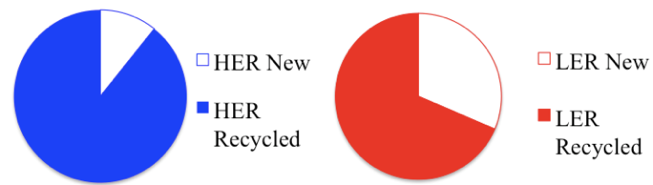 HER New
HER
Recycled
LER New
LER
Recycled